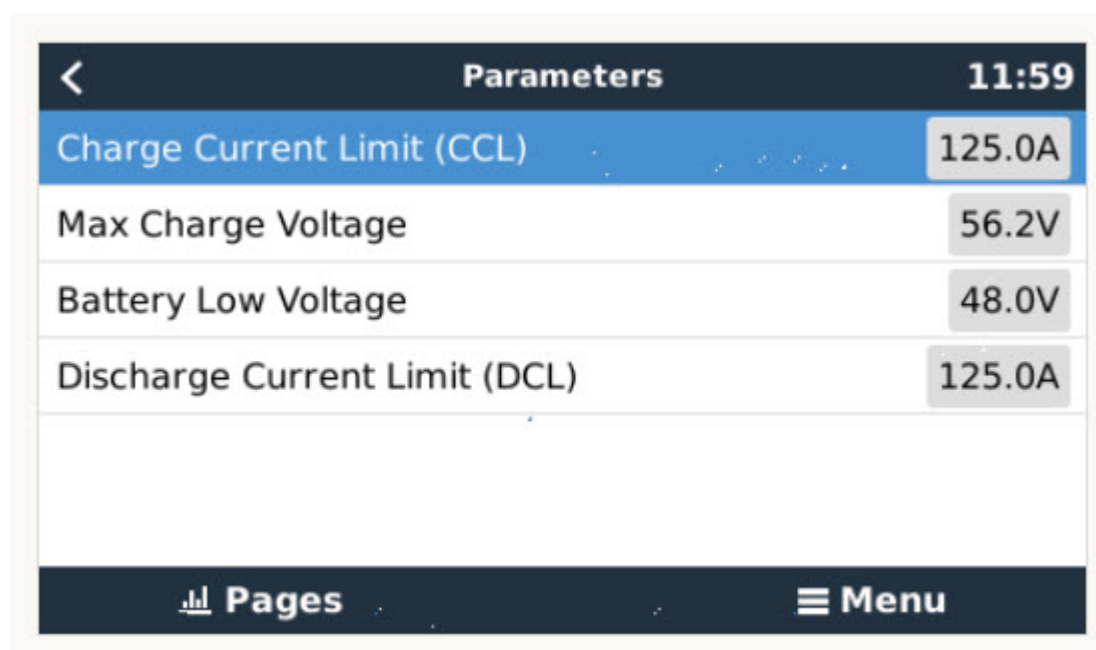 Parameters 11:59
Charge Current Limit (CCL) 125.0A
Max Charge Voltage 56.2V
Battery Low Voltage 48.0V
Discharge Current Limit (DCL) 125.0A
Pages Menu